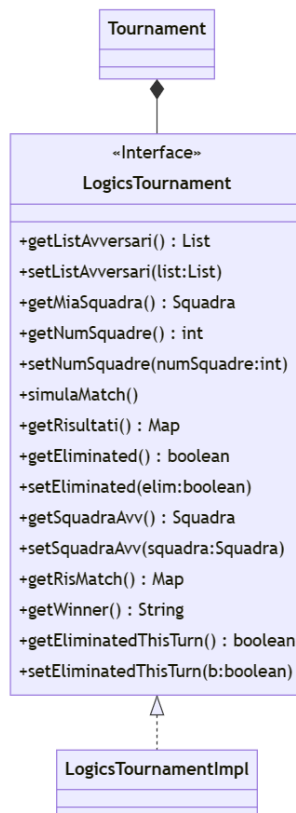 Tournament
«Interface»
LogicsTournament
+getListAvversari() : List
+setListAvversari(list:List)
+getMiaSquadra() : Squadra
+getNumSquadre() : int
+setNumSquadre(numSquadre:int)
+simulaMatch()
+getRisultati() : Map
+getEliminated() : boolean
+setEliminated(elim:boolean)
+getSquadraAvv() : Squadra
+setSquadraAvv(squadra:Squadra)
+getRisMatch() : Map
+getWinner() : String
+getEliminatedThisTurn() : boolean
+setEliminatedThisTurn(b:boolean)
LogicsTournamentImpl